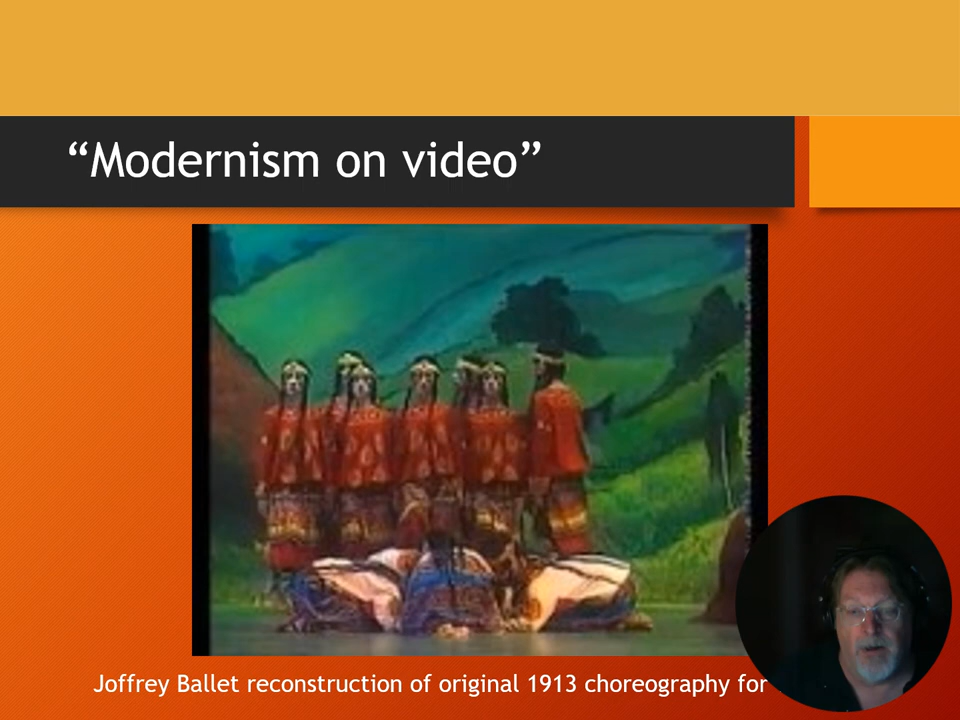 “Modernism on video”
Joffrey Ballet reconstruction of original 1913 choreography for